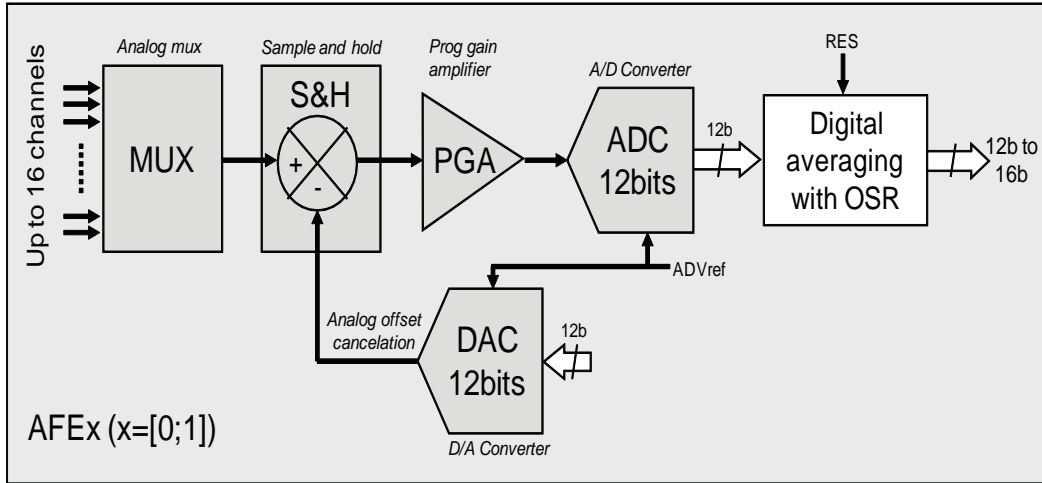 Analog mux
Sample and hold
Prog gain
amplifier
A/D Converter
RES
Up to 16 channels
MUX
S&H
+
-
PGA
ADC
12bits
12b
Digital
averaging
with OSR
12b to
16b
ADVref
Analog offset
cancelation
DAC
12bits
12b
D/A Converter
AFEx (x=[0;1])